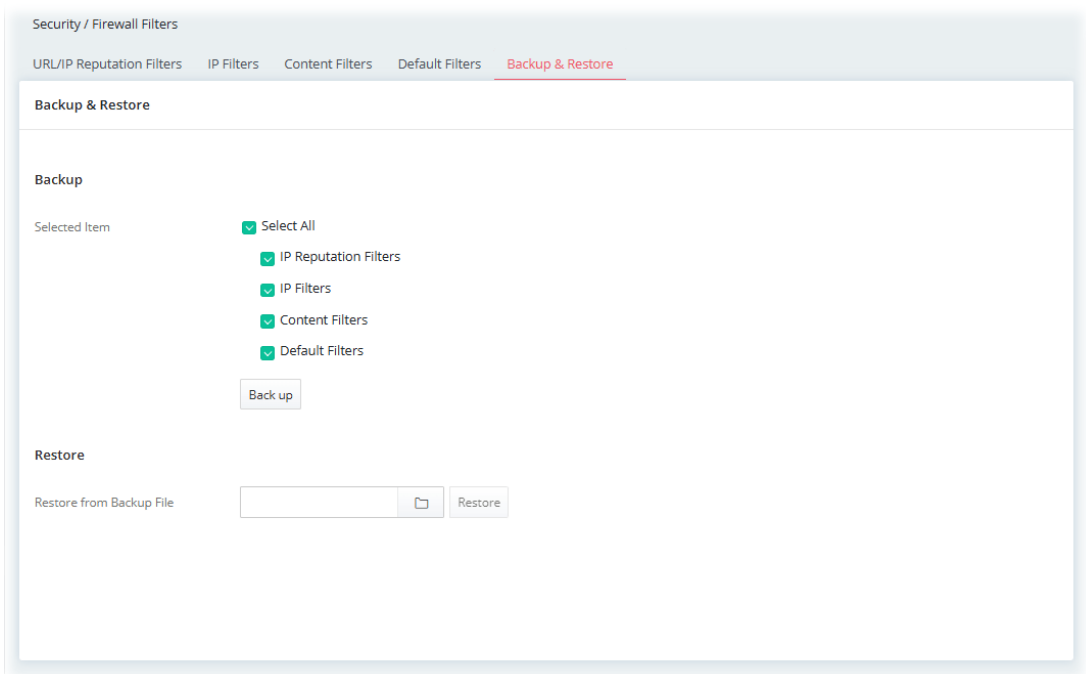 Security / Firewall Filters
URL/IP Reputation Filters IP Filters Content Filters Default Filters Backup & Restore
Backup & Restore
Backup
Selected Item Select All
IP Reputation Filters
IP Filters
Content Filters
Default Filters
Back up
Restore
Restore from Backup File Restore